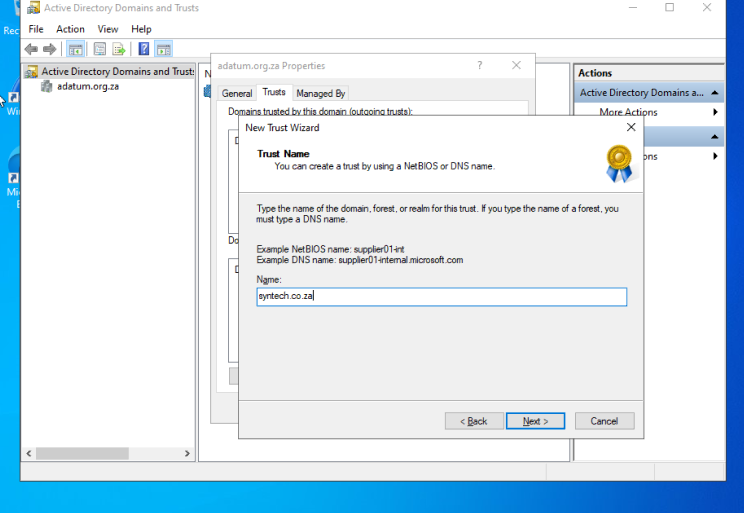 Active Directory Domains and Trusts
File Action View Help
Active Directory Domains and Trusts
adatum.org.za
adatum.org.za Properties
?
General Trusts Managed By
Domains trusted by this domain (outgoing trusts):
New Trust Wizard
Trust Name
You can create a trust by using a NetBIOS or DNS name.
Type the name of the domain, forest, or realm for this trust. If you type the name of a forest, you
must type a DNS name.
Example NetBIOS name: supplier01-int
Example DNS name: supplier01-internal.microsoft.com
Name:
syntech.co.za
< Back Next > Cancel
Actions
Active Directory Domains a...
More Actions